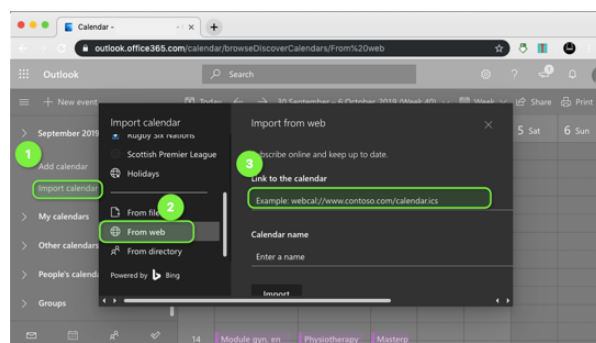 Calendar -
outlook.office365.com/calendar/browseDiscoverCalendars/From%20web
Outlook
Search
New event
Today
30 September – 6 October, 2019 (Week 40)
Week
Share
Print
September 2019
5 Sat
6 Sun
1
Add calendar
Import calendar
My calendars
Other calendars
People's calend
Groups
Import calendar
Rugby Six Nations
Scottish Premier League
Holidays
From file
2
From web
From directory
Powered by Bing
Import from web
3
subscribe online and keep up to date.
Link to the calendar
Example: webcal://www.contoso.com/calendar.ics
Calendar name
Enter a name
Import
14
Module gyn. en
Physiotherapy
Masterp